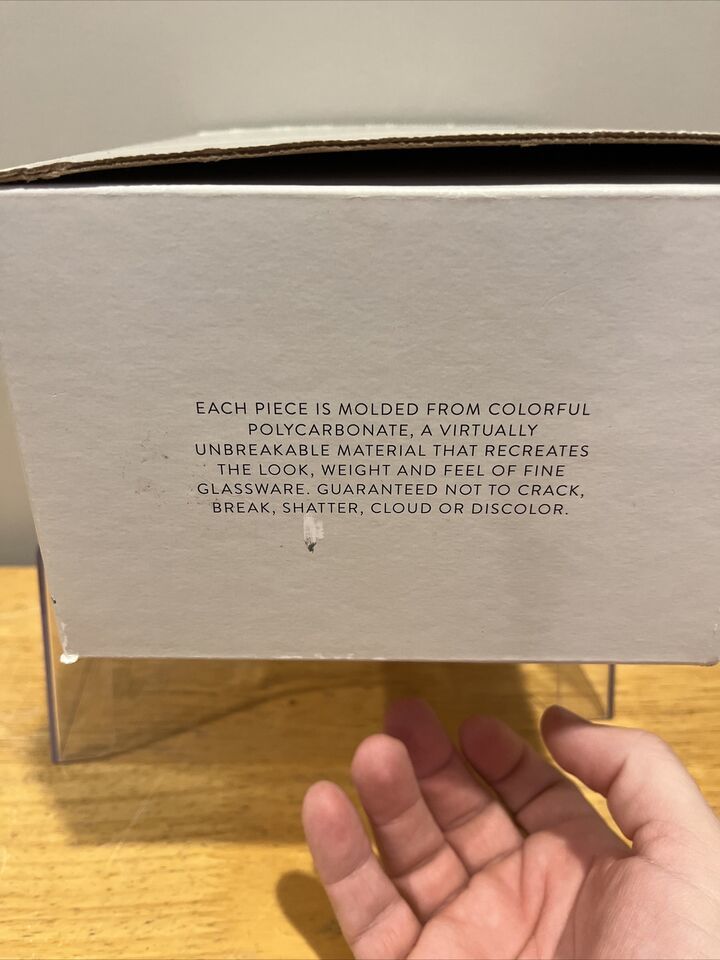 EACH PIECE IS MOLDED FROM COLORFUL
POLYCARBONATE, A VIRTUALLY
UNBREAKABLE MATERIAL THAT RECREATES
THE LOOK, WEIGHT AND FEEL OF FINE
GLASSWARE. GUARANTEED NOT TO CRACK,
BREAK, SHATTER, CLOUD OR DISCOLOR.